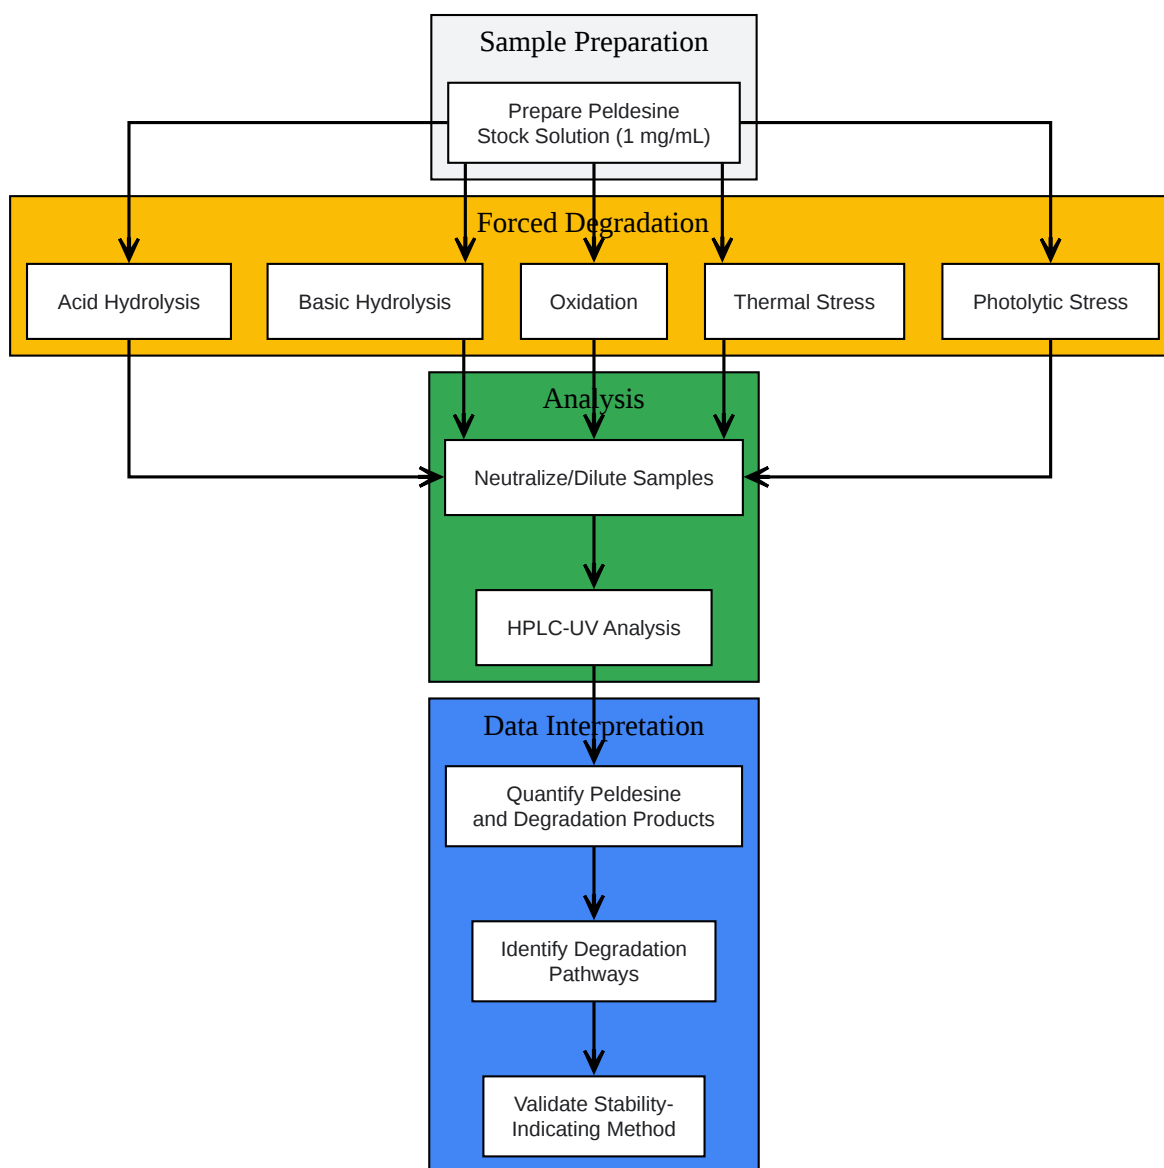 Sample Preparation
Prepare Peldesine
Stock Solution (1 mg/mL)
Forced Degradation
Acid Hydrolysis
Basic Hydrolysis
Oxidation
Thermal Stress
Photolytic Stress
Analysis
Neutralize/Dilute Samples
HPLC-UV Analysis
Data Interpretation
Quantify Peldesine
and Degradation Products
Identify Degradation
Pathways
Validate Stability-
Indicating Method